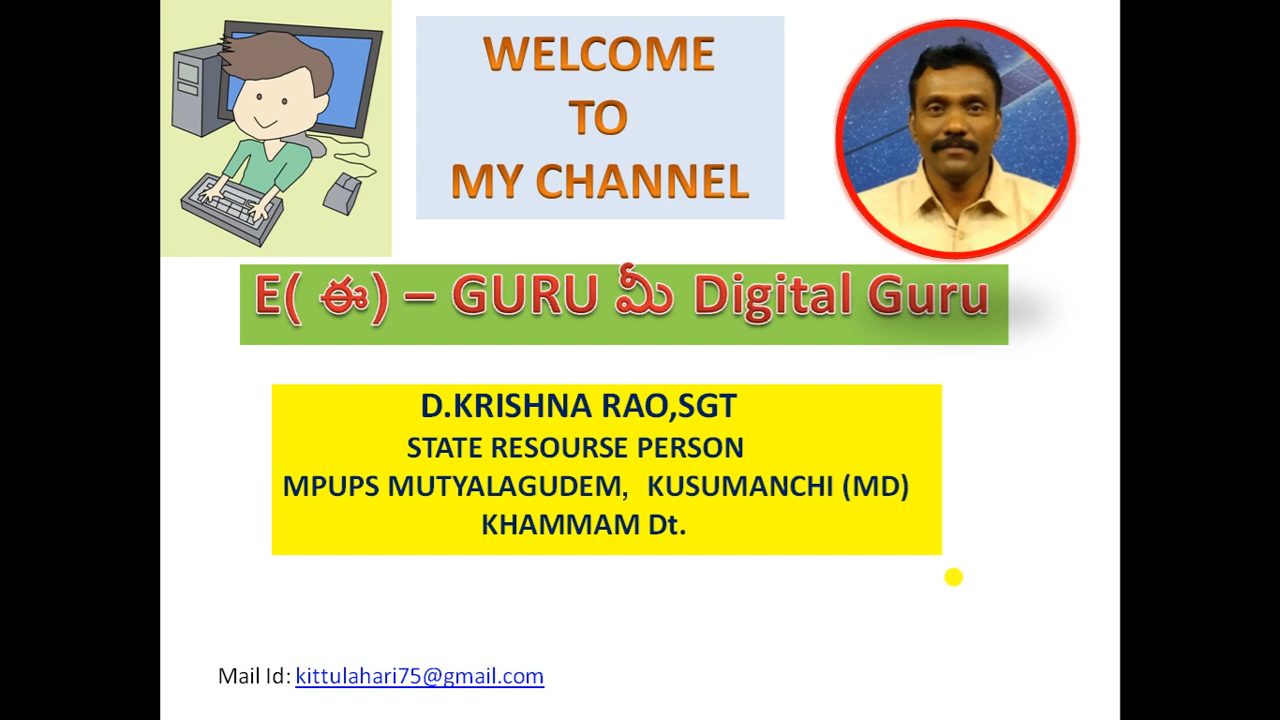 WELCOME
TO
MY CHANNEL
E( ఈ) – GURU మీ Digital Guru
D.KRISHNA RAO,SGT
STATE RESOURSE PERSON
MPUPS MUTYALAGUDEM, KUSUMANCHI (MD)
KHAMMAM Dt.
Mail Id: kittulahari75@gmail.com